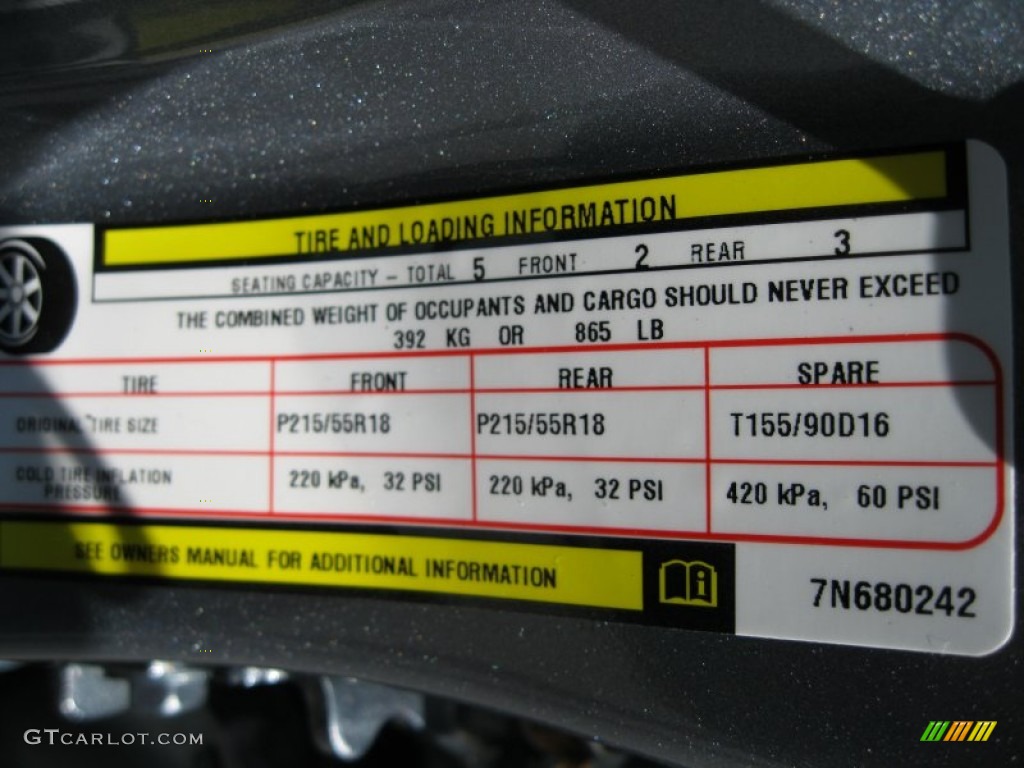 TIRE AND LOADING INFORMATION
SEATING CAPACITY - TOTAL 5 FRONT 2 REAR 3
THE COMBINED WEIGHT OF OCCUPANTS AND CARGO SHOULD NEVER EXCEED
392 KG OR 865 LB
TIRE FRONT REAR SPARE
ORIGINAL TIRE SIZE P215/55R18 P215/55R18 T155/90D16
COLD TIRE INFLATION PRESSURE 220 kPa, 32 PSI 220 kPa, 32 PSI 420 kPa, 60 PSI
SEE OWNERS MANUAL FOR ADDITIONAL INFORMATION
7N680242
GTCARLOT.COM